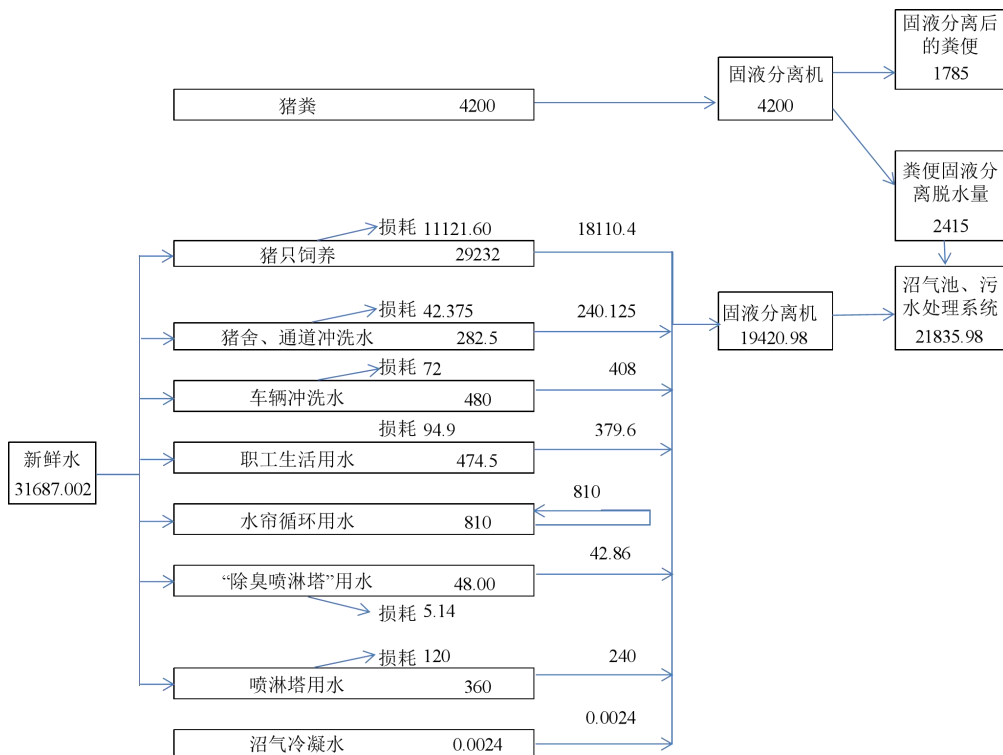 固液分离后
的粪便
1785
固液分离机
4200
猪粪 4200
粪便固液分
离脱水量
2415
损耗 11121.60 18110.4
猪只饲养 29232
沼气池、污
水处理系统
21835.98
固液分离机
19420.98
损耗 42.375 240.125
猪舍、通道冲洗水 282.5
损耗 72 408
车辆冲洗水 480
损耗 94.9 379.6
职工生活用水 474.5
新鲜水
31687.002
810
水帘循环用水 810
42.86
“除臭喷淋塔”用水 48.00
损耗 5.14
损耗 120 240
喷淋塔用水 360
0.0024
沼气冷凝水 0.0024